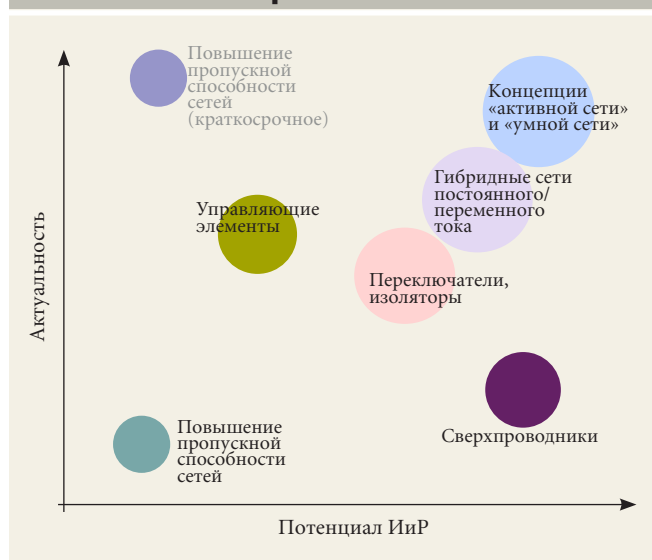 Повышение
пропускной
способности
сетей
(краткосрочное)
Концепции
«активной сети»
и «умной сети»
Гибридные сети
постоянного/
переменного
тока
Управляющие
элементы
Переключатели,
изоляторы
Актуальность
Сверхпроводники
Повышение
пропускной
способности
сетей
Потенциал ИиР